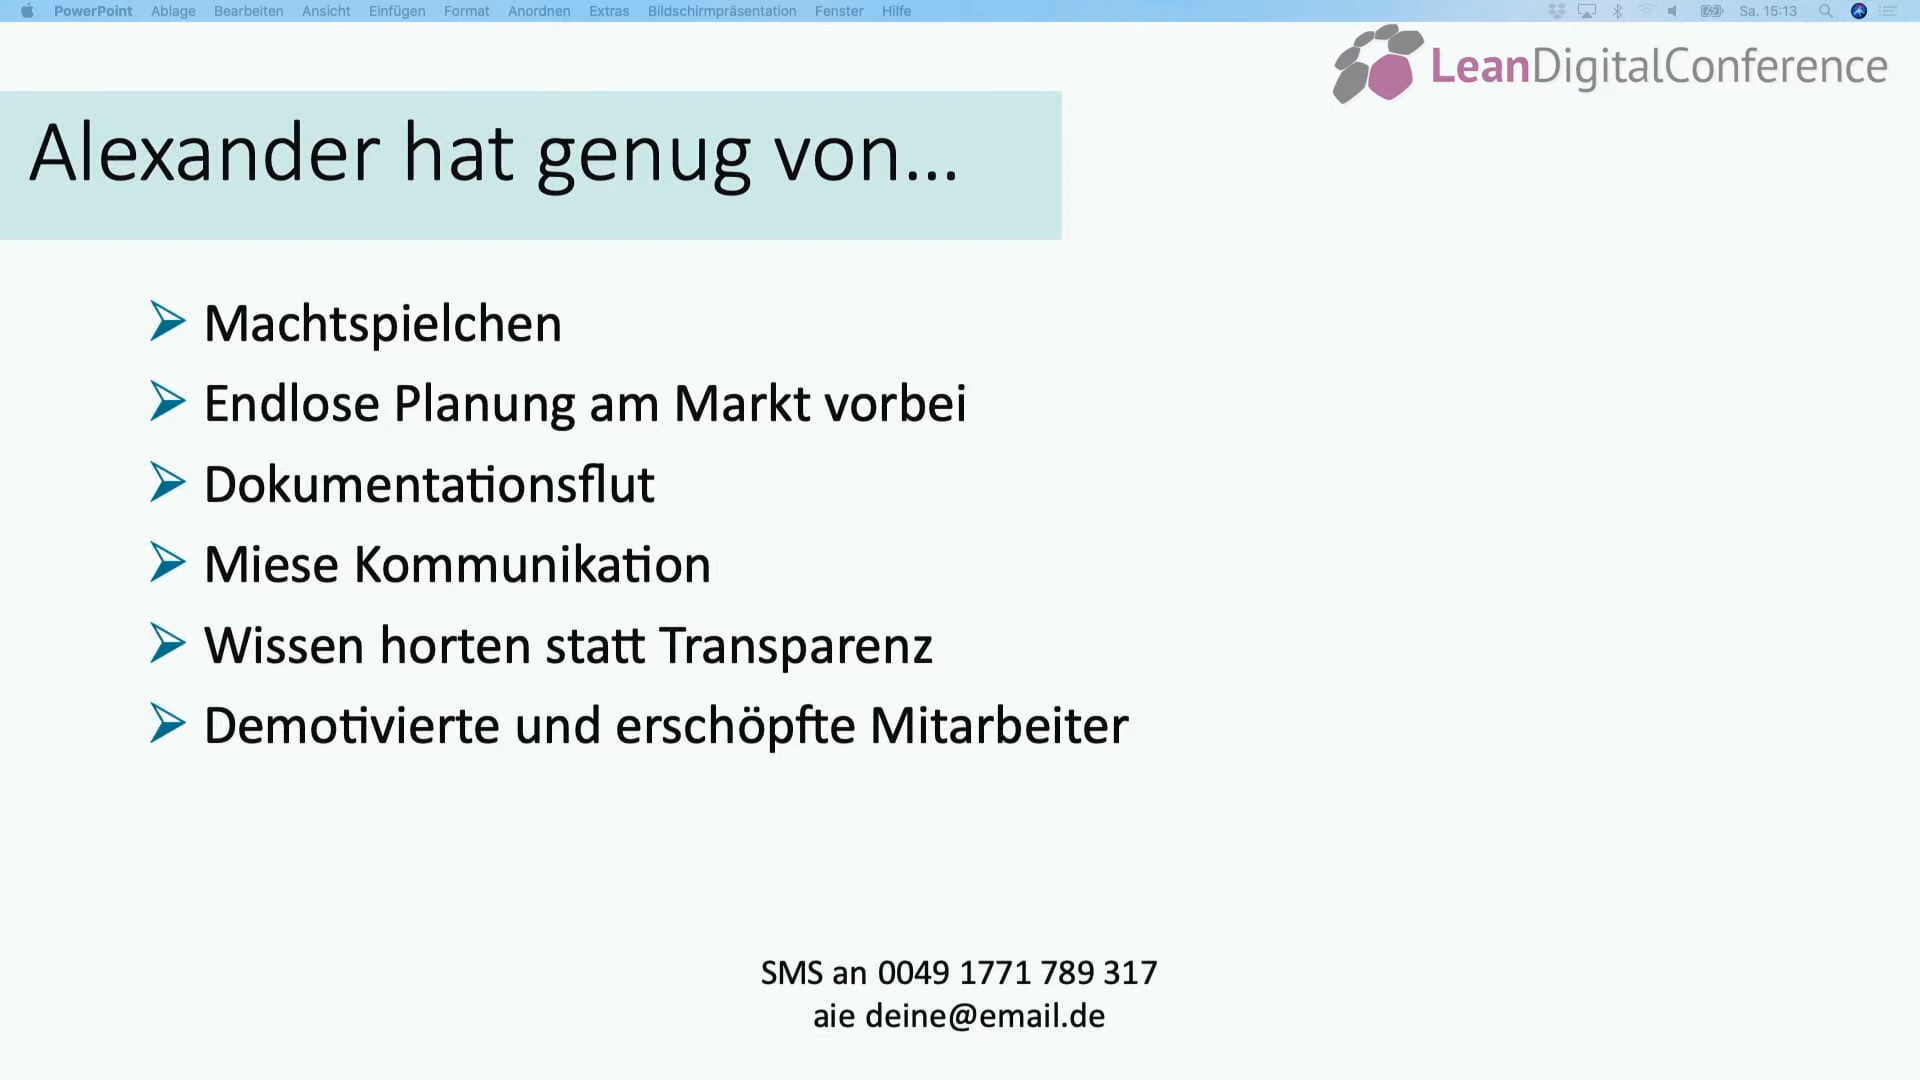 PowerPoint Ablage Bearbeiten Ansicht Einfügen Format Anordnen Extras Bildschirmpräsentation Fenster Hilfe Sa. 15:13
LeanDigitalConference
Alexander hat genug von...
Machtspielchen
Endlose Planung am Markt vorbei
Dokumentationsflut
Miese Kommunikation
Wissen horten statt Transparenz
Demotivierte und erschöpfte Mitarbeiter
SMS an 0049 1771 789 317
aie deine@email.de